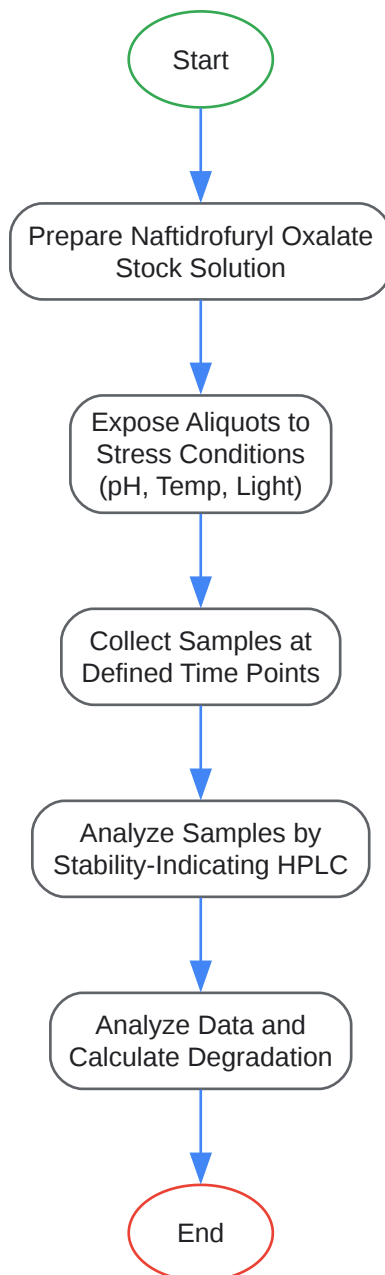 Start
Prepare Naftidrofuryl Oxalate
Stock Solution
Expose Aliquots to
Stress Conditions
(pH, Temp, Light)
Collect Samples at
Defined Time Points
Analyze Samples by
Stability-Indicating HPLC
Analyze Data and
Calculate Degradation
End